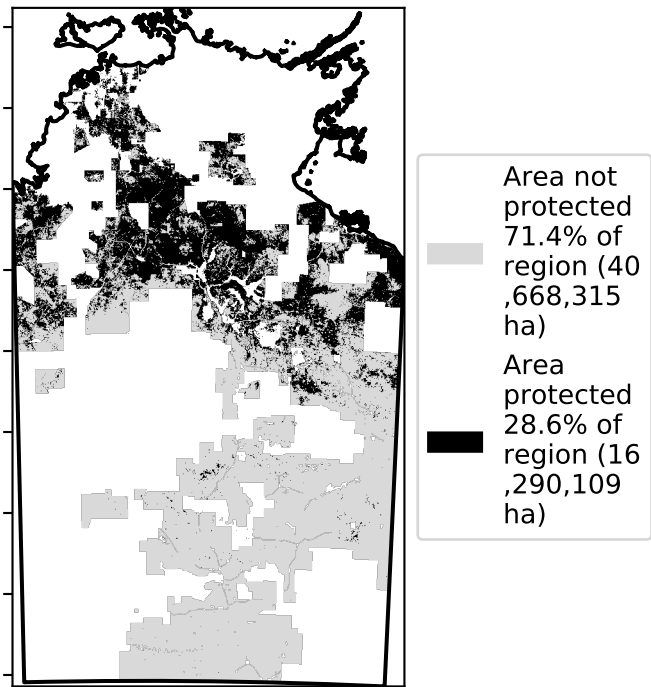 Area not
protected
71.4% of
region (40
,668,315
ha)
Area
protected
28.6% of
region (16
,290,109
ha)